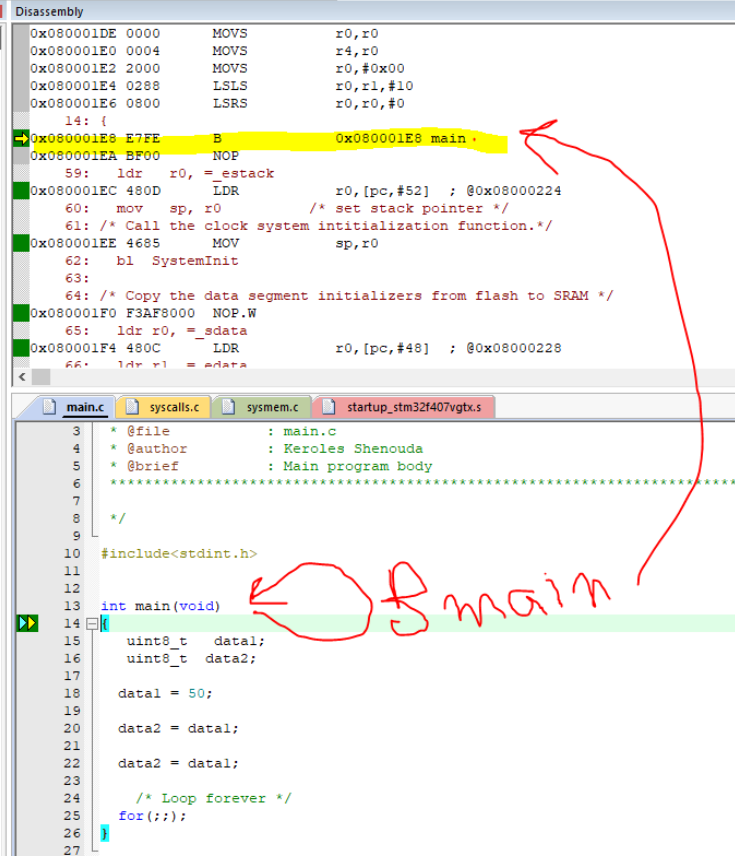 Disassembly
0x080001DE 0000 MOVS r0,r0
0x080001E0 0004 MOVS r4,r0
0x080001E2 2000 MOVS r0,#0x00
0x080001E4 0288 LSLS r0,r1,#10
0x080001E6 0800 LSRS r0,r0,#0
14: {
0x080001E8 E7FE B 0x080001E8 main
0x080001EA BF00 NOP
59: ldr r0, =_estack
0x080001EC 480D LDR r0,[pc,#52] ; @0x08000224
60: mov sp, r0 /* set stack pointer */
61: /* Call the clock system intitialization function.*/
0x080001EE 4685 MOV sp,r0
62: bl SystemInit
63:
64: /* Copy the data segment initializers from flash to SRAM */
0x080001F0 F3AF8000 NOP.W
65: ldr r0, =_sdata
0x080001F4 480C LDR r0,[pc,#48] ; @0x08000228
66: ldr r1, =_edata
main.c syscalls.c sysmem.c startup_stm32f407vgtx.s
3 * @file : main.c
4 * @author : Keroles Shenouda
5 * @brief : Main program body
6 ******************************************************************************
7
8 */
9
10 #include<stdint.h>
11
12
13 int main(void)
B main
14 {
15 uint8_t data1;
16 uint8_t data2;
17
18 data1 = 50;
19
20 data2 = data1;
21
22 data2 = data1;
23
24 /* Loop forever */
25 for(;;);
26 }
27